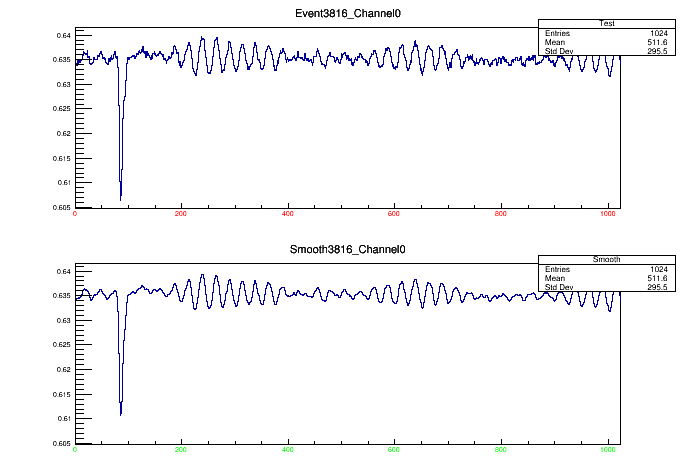 Event3816_Channel0
Test
Entries 1024
Mean 511.6
Std Dev 295.5
0.64
0.635
0.63
0.625
0.62
0.615
0.61
0.605
0 200 400 600 800 1000
Smooth3816_Channel0
Smooth
Entries 1024
Mean 511.6
Std Dev 295.5
0.64
0.635
0.63
0.625
0.62
0.615
0.61
0.605
0 200 400 600 800 1000